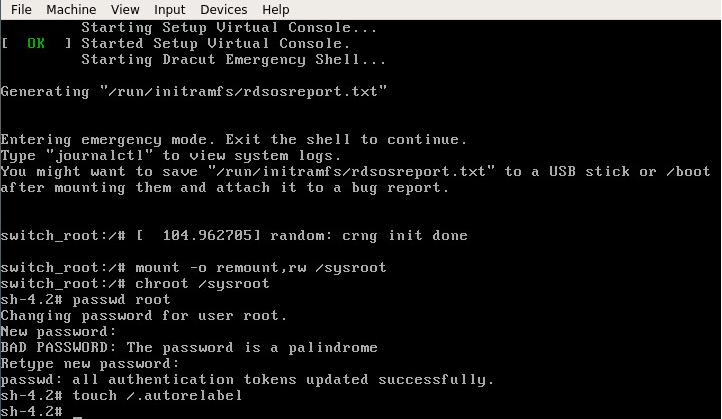 File Machine View Input Devices Help
Starting Setup Virtual Console...
[  OK  ] Started Setup Virtual Console.
Starting Dracut Emergency Shell...
Generating "/run/initramfs/rdsosreport.txt"
Entering emergency mode. Exit the shell to continue.
Type "journalctl" to view system logs.
You might want to save "/run/initramfs/rdsosreport.txt" to a USB stick or /boot
after mounting them and attach it to a bug report.
switch_root:/# [  104.962705] random: crng init done
switch_root:/# mount -o remount,rw /sysroot
switch_root:/# chroot /sysroot
sh-4.2# passwd root
Changing password for user root.
New password:
BAD PASSWORD: The password is a palindrome
Retype new password:
passwd: all authentication tokens updated successfully.
sh-4.2# touch /.autorelabel
sh-4.2# _